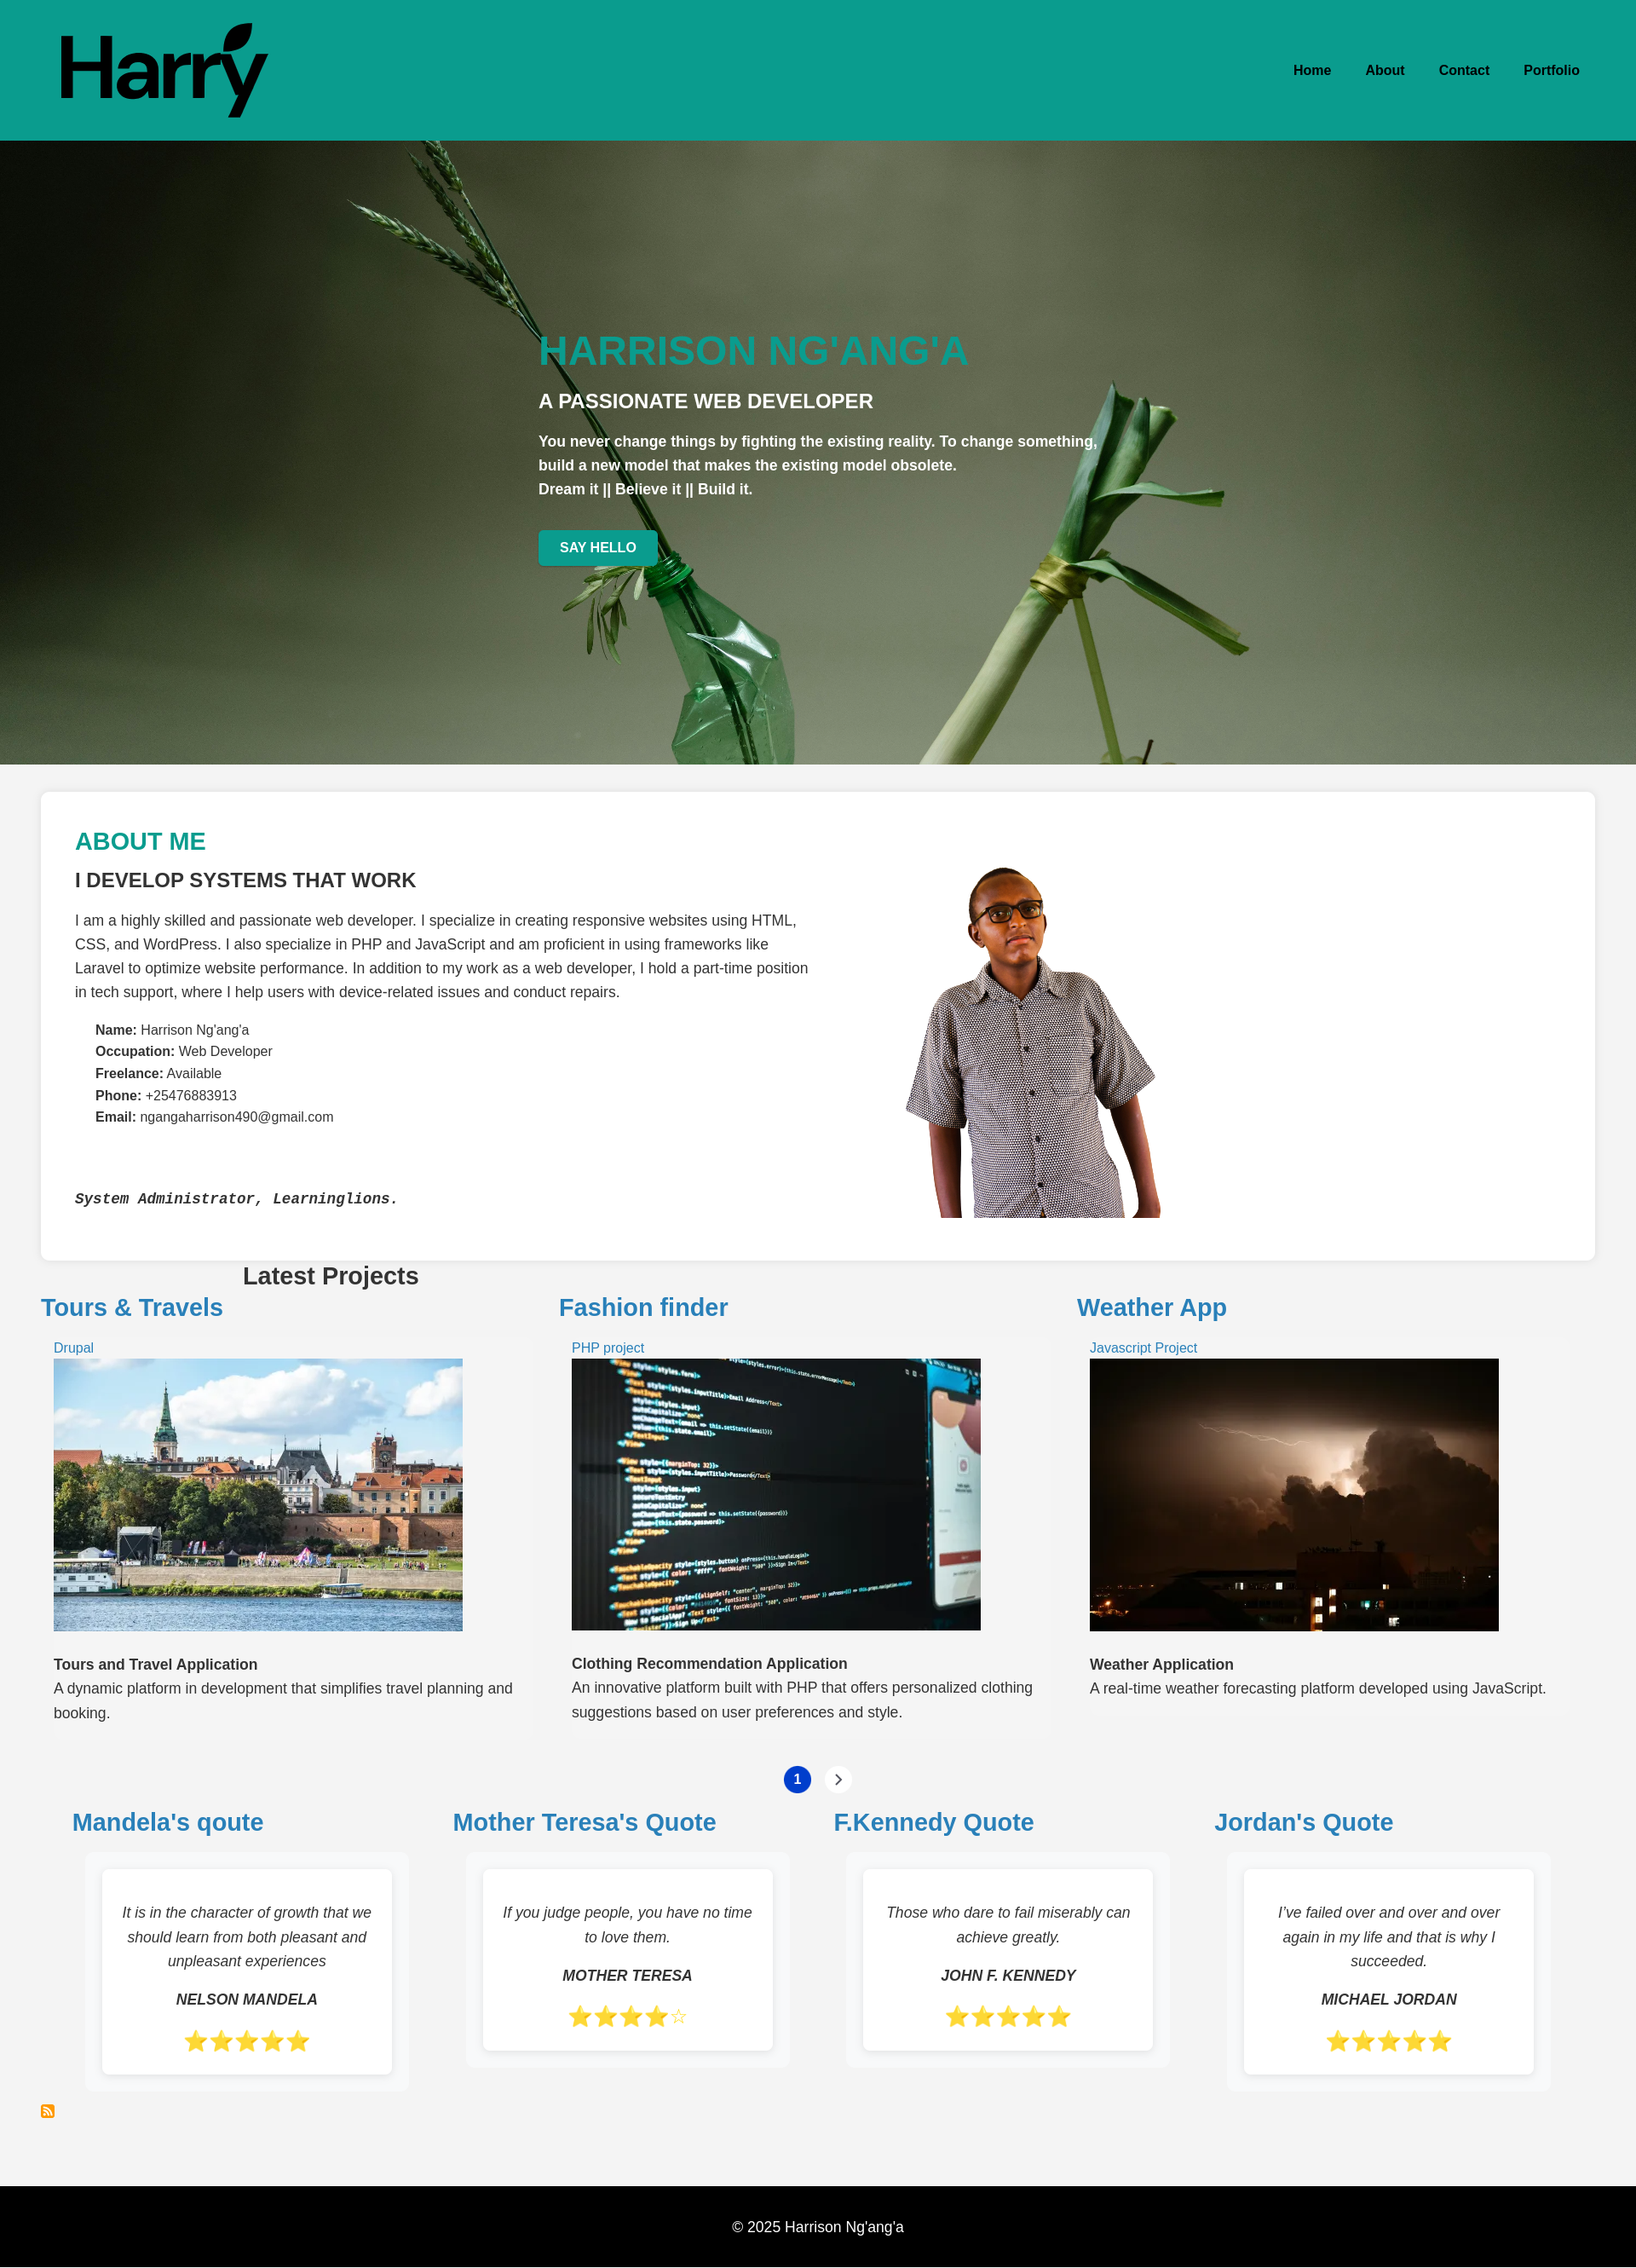 Harry
Home About Contact Portfolio
HARRISON NG'ANG'A
A PASSIONATE WEB DEVELOPER
You never change things by fighting the existing reality. To change something,
build a new model that makes the existing model obsolete.
Dream it || Believe it || Build it.
SAY HELLO
ABOUT ME
I DEVELOP SYSTEMS THAT WORK
I am a highly skilled and passionate web developer. I specialize in creating responsive websites using HTML,
CSS, and WordPress. I also specialize in PHP and JavaScript and am proficient in using frameworks like
Laravel to optimize website performance. In addition to my work as a web developer, I hold a part-time position
in tech support, where I help users with device-related issues and conduct repairs.
Name: Harrison Ng'ang'a
Occupation: Web Developer
Freelance: Available
Phone: +25476883913
Email: ngangaharrison490@gmail.com
System Administrator, Learninglions.
Latest Projects
Tours & Travels
Drupal
Tours and Travel Application
A dynamic platform in development that simplifies travel planning and
booking.
Fashion finder
PHP project
Clothing Recommendation Application
An innovative platform built with PHP that offers personalized clothing
suggestions based on user preferences and style.
Weather App
Javascript Project
Weather Application
A real-time weather forecasting platform developed using JavaScript.
1
Mandela's qoute
It is in the character of growth that we
should learn from both pleasant and
unpleasant experiences
NELSON MANDELA
⭐⭐⭐⭐⭐
Mother Teresa's Quote
If you judge people, you have no time
to love them.
MOTHER TERESA
⭐⭐⭐⭐☆
F.Kennedy Quote
Those who dare to fail miserably can
achieve greatly.
JOHN F. KENNEDY
⭐⭐⭐⭐⭐
Jordan's Quote
I’ve failed over and over and over
again in my life and that is why I
succeeded.
MICHAEL JORDAN
⭐⭐⭐⭐⭐
© 2025 Harrison Ng'ang'a